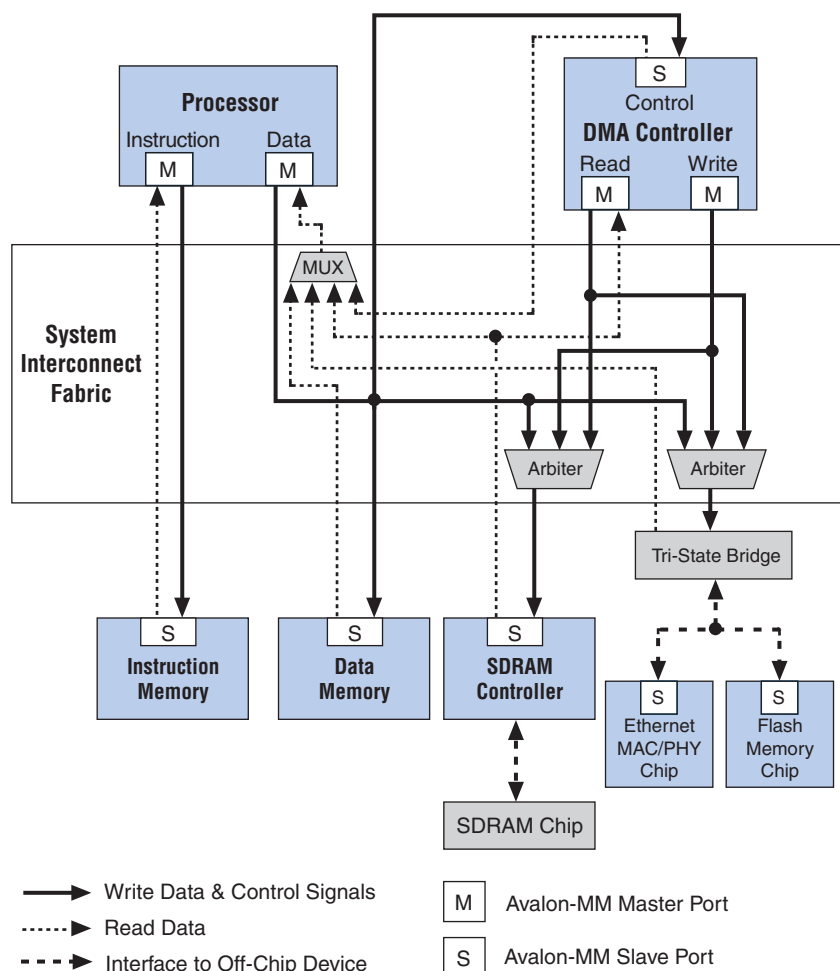 S
Control
DMA Controller
Read
Write
M
M
Processor
Instruction
Data
M
M
MUX
System
Interconnect
Fabric
Arbiter
Arbiter
Tri-State Bridge
S
Instruction
Memory
S
Data
Memory
S
SDRAM
Controller
S
Ethernet
MAC/PHY
Chip
S
Flash
Memory
Chip
SDRAM Chip
Write Data & Control Signals
Read Data
Interface to Off-Chip Device
M
Avalon-MM Master Port
S
Avalon-MM Slave Port